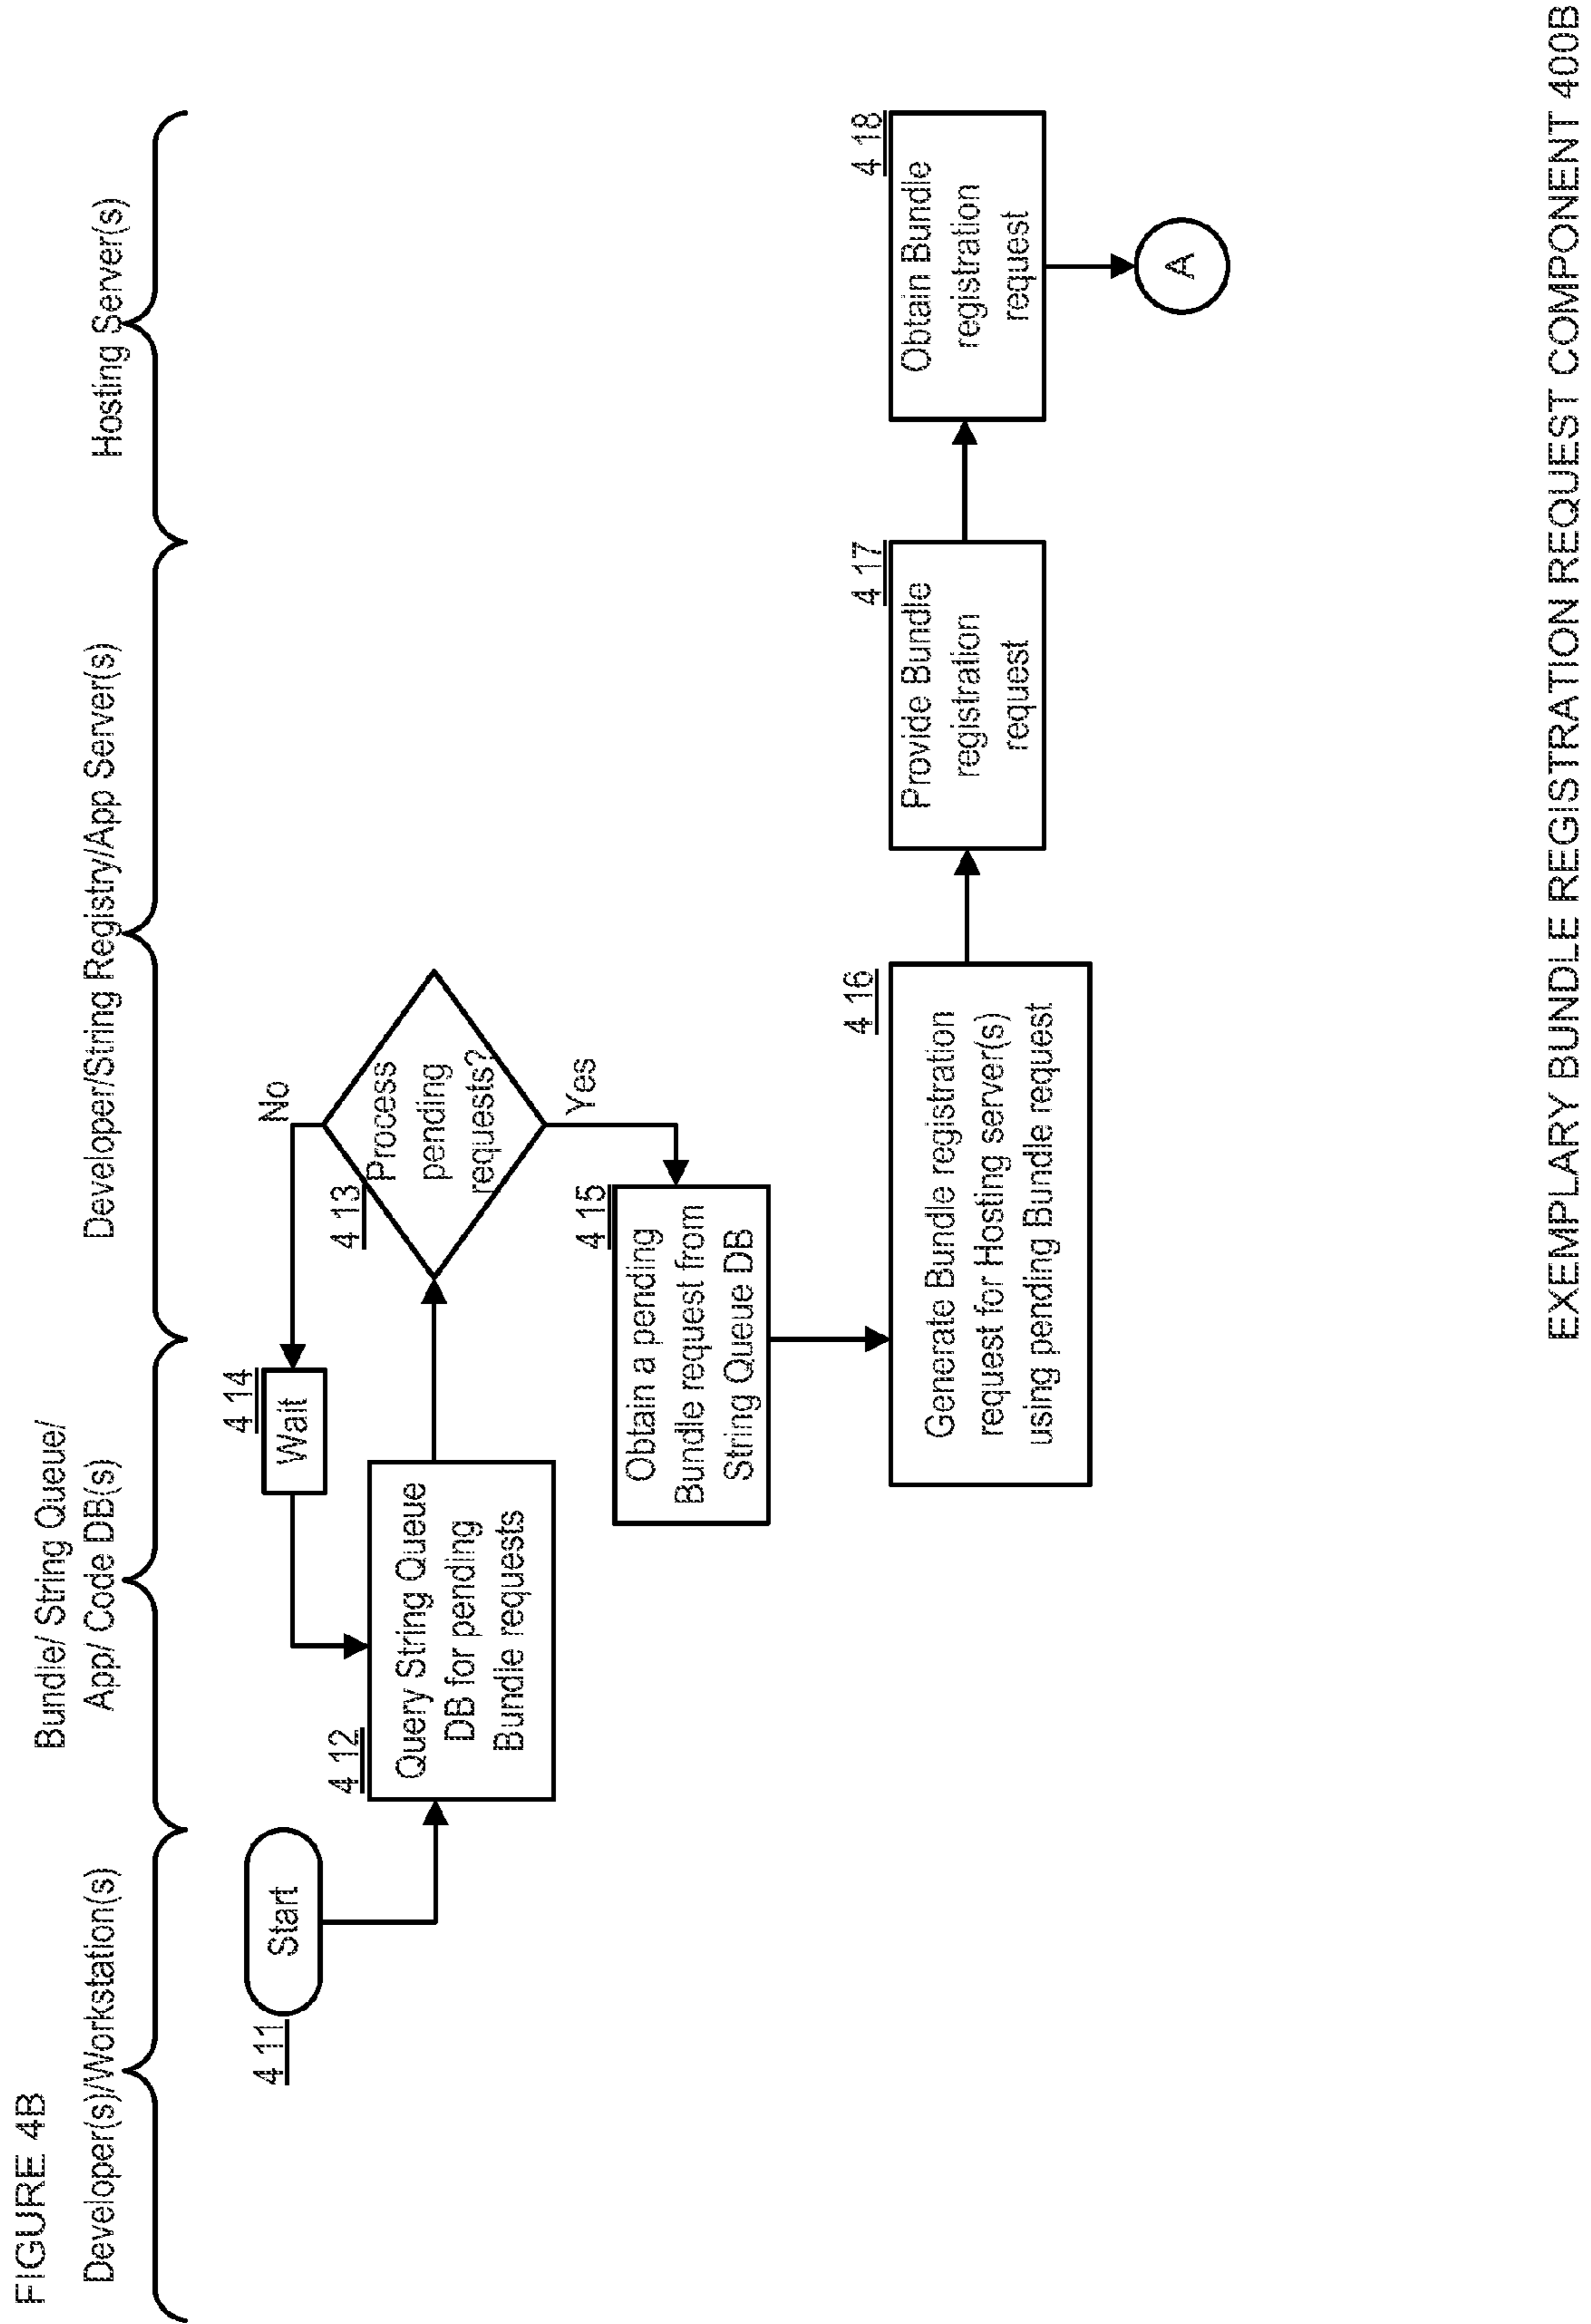 FIGURE 4B
Developer(s)/Workstation(s)
Bundle/ String Queue/
App/ Code DB(s)
Developer/String Registry/App Server(s)
Hosting Server(s)
4 11
Start
4 12
Query String Queue
DB for pending
Bundle requests
4 14
Wait
4 13
Process
pending
requests?
No
Yes
4 15
Obtain a pending
Bundle request from
String Queue DB
4 16
Generate Bundle registration
request for Hosting server(s)
using pending Bundle request
4 17
Provide Bundle
registration
request
4 18
Obtain Bundle
registration
request
A
EXEMPLARY BUNDLE REGISTRATION REQUEST COMPONENT 400B